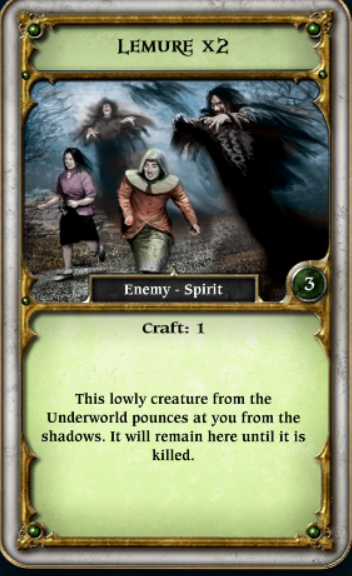 Lemure x2
Enemy - Spirit
3
Craft: 1
This lowly creature from the
Underworld pounces at you from the
shadows. It will remain here until it is
killed.